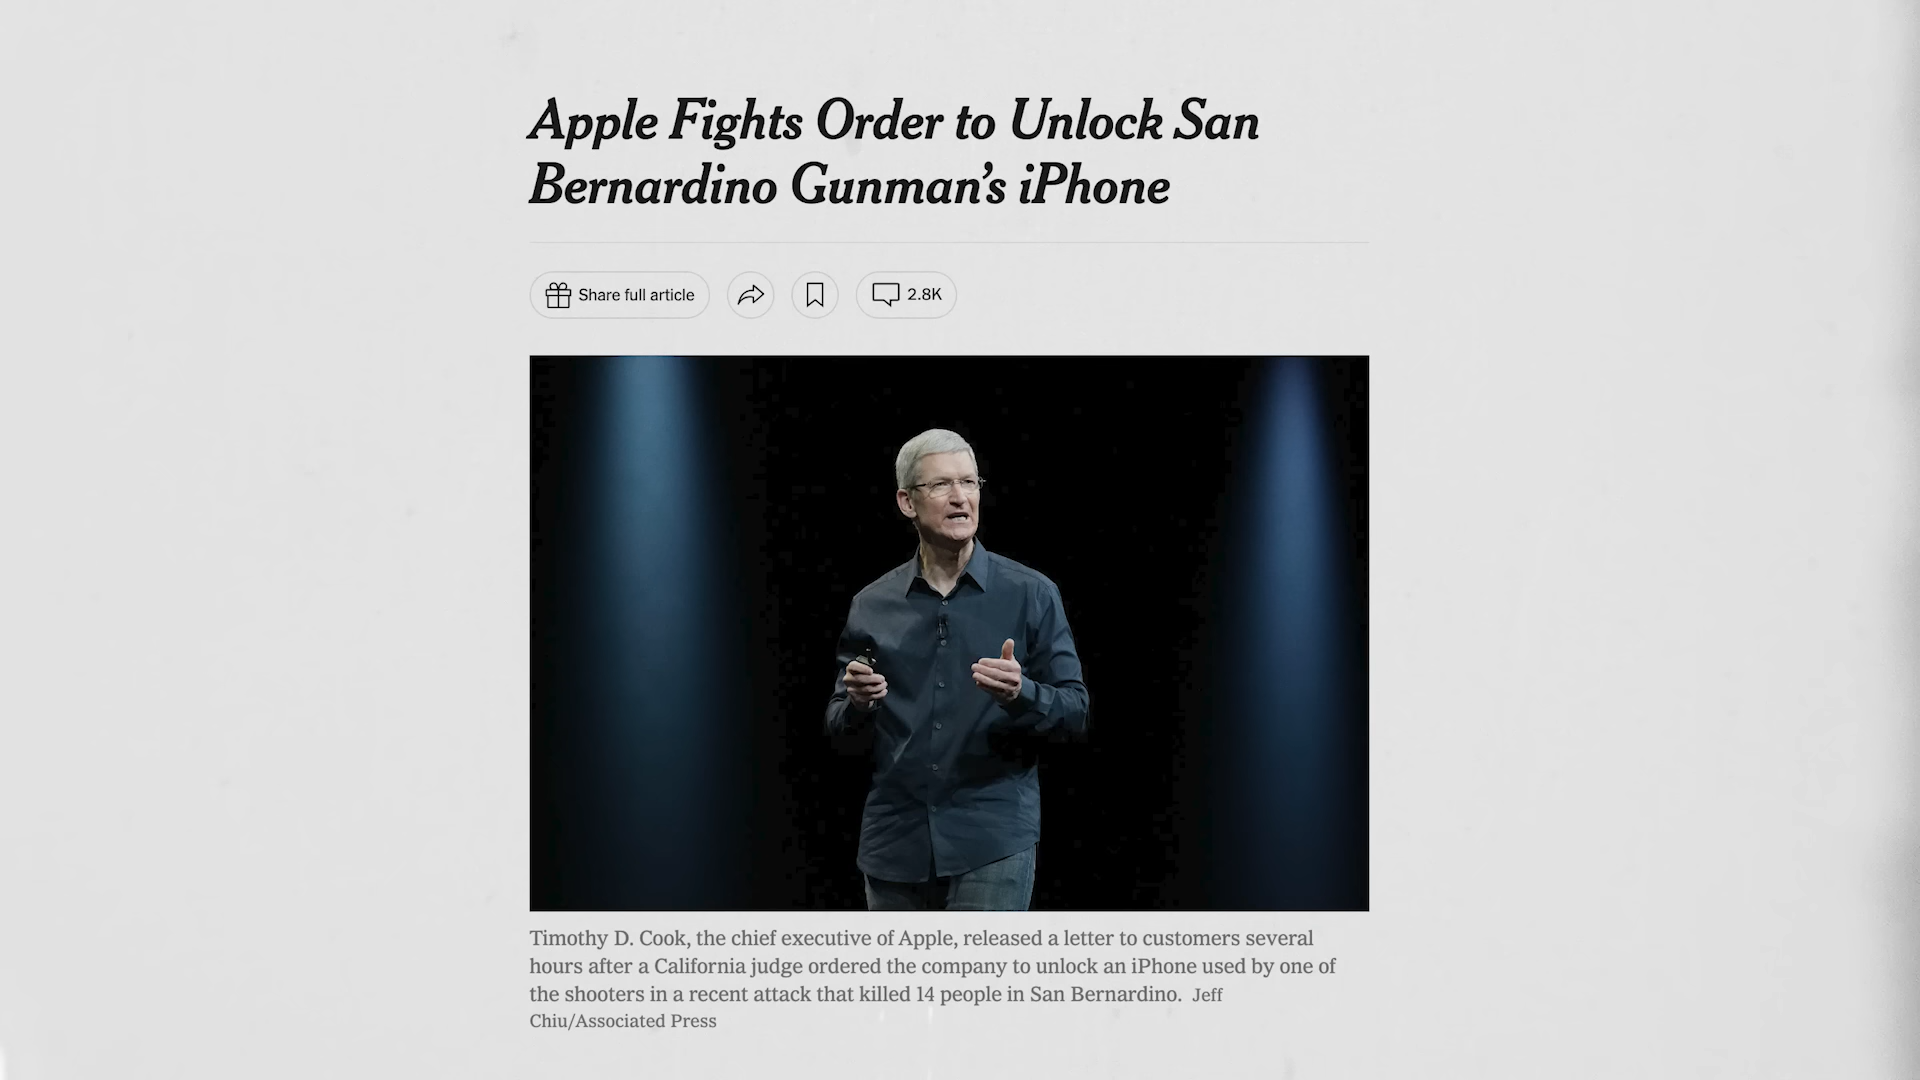 Apple Fights Order to Unlock San
Bernardino Gunman’s iPhone
Share full article
2.8K
Timothy D. Cook, the chief executive of Apple, released a letter to customers several
hours after a California judge ordered the company to unlock an iPhone used by one of
the shooters in a recent attack that killed 14 people in San Bernardino. Jeff
Chiu/Associated Press